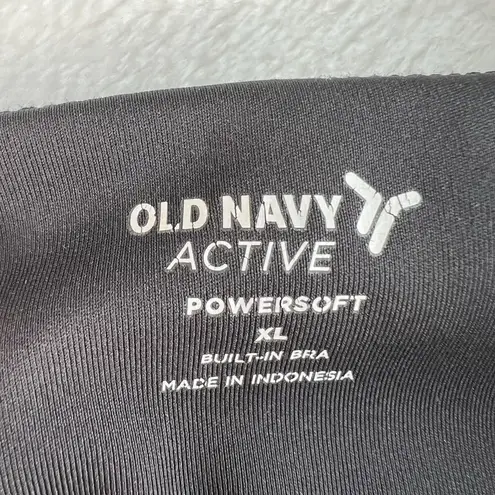 OLD NAVY
ACTIVE
POWERSOFT
XL
BUILT-IN BRA
MADE IN INDONESIA